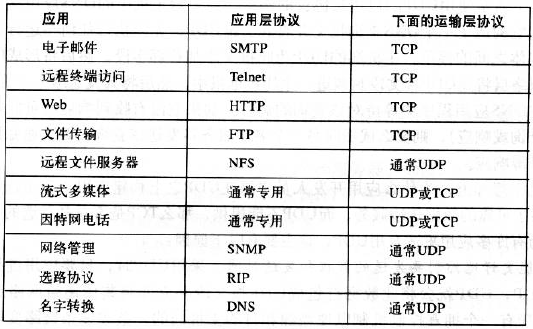 应用 应用层协议 下面的运输层协议
电子邮件 SMTP TCP
远程终端访问 Telnet TCP
Web HTTP TCP
文件传输 FTP TCP
远程文件服务器 NFS 通常UDP
流式多媒体 通常专用 UDP或TCP
因特网电话 通常专用 UDP或TCP
网络管理 SNMP 通常UDP
选路协议 RIP 通常UDP
名字转换 DNS 通常UDP